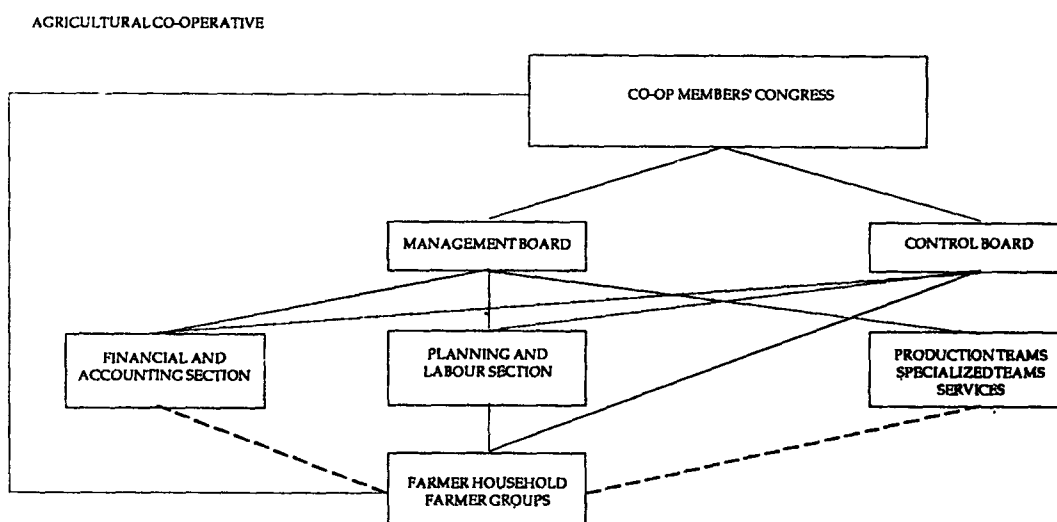 AGRICULTURAL CO-OPERATIVE
CO-OP MEMBERS' CONGRESS
MANAGEMENT BOARD
CONTROL BOARD
FINANCIAL AND
ACCOUNTING SECTION
PLANNING AND
LABOUR SECTION
PRODUCTION TEAMS
SPECIALIZED TEAMS
SERVICES
FARMER HOUSEHOLD
FARMER GROUPS